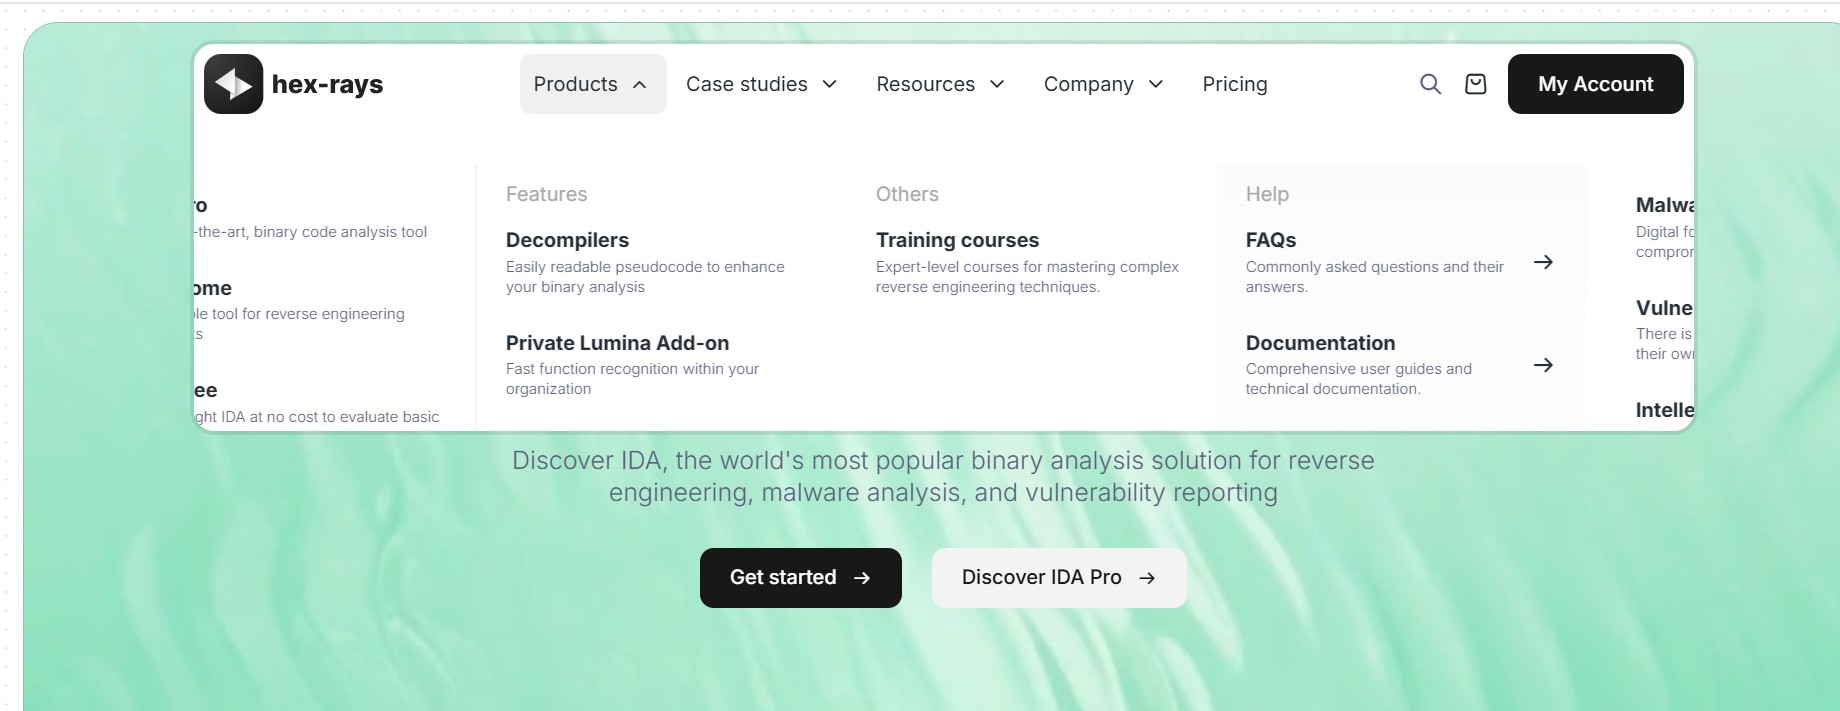 hex-rays
Products
Case studies
Resources
Company
Pricing
My Account
ro
-the-art, binary code analysis tool
ome
le tool for reverse engineering
ts
ee
ght IDA at no cost to evaluate basic
Features
Decompilers
Easily readable pseudocode to enhance
your binary analysis
Private Lumina Add-on
Fast function recognition within your
organization
Others
Training courses
Expert-level courses for mastering complex
reverse engineering techniques.
Help
FAQs
Commonly asked questions and their
answers.
Documentation
Comprehensive user guides and
technical documentation.
Malwa
Digital fo
compror
Vulne
There is
their own
Intelle
Discover IDA, the world's most popular binary analysis solution for reverse
engineering, malware analysis, and vulnerability reporting
Get started
Discover IDA Pro